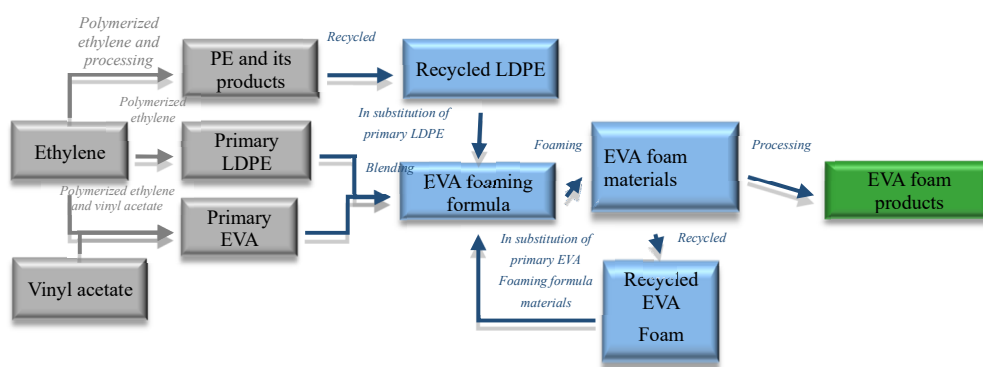 Polymerized
ethylene and
processing
PE and its
products
Recycled
Recycled LDPE
Polymerized
ethylene
In substitution of
primary LDPE
Ethylene
Primary
LDPE
Blending
EVA foaming
formula
Foaming
EVA foam
materials
Processing
EVA foam
products
Polymerized ethylene
and vinyl acetate
Primary
EVA
In substitution of
primary EVA
Foaming formula
materials
Recycled
Vinyl acetate
Recycled
EVA
Foam